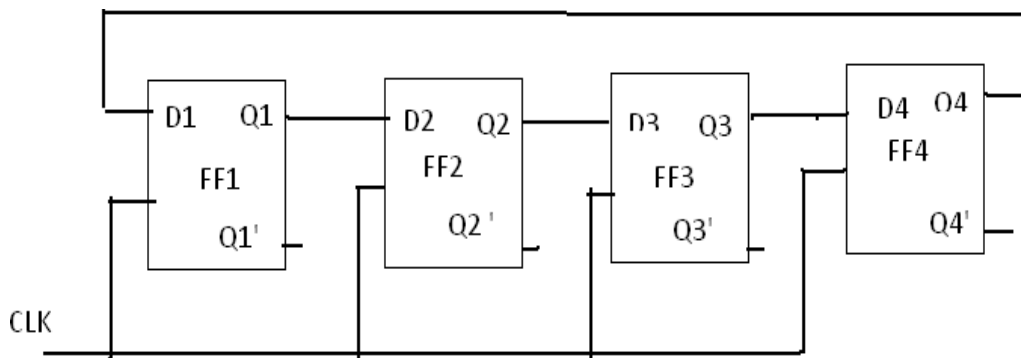 D1 Q1
FF1
Q1'
D2 Q2
FF2
Q2'
D3 Q3
FF3
Q3'
D4 Q4
FF4
Q4'
CLK